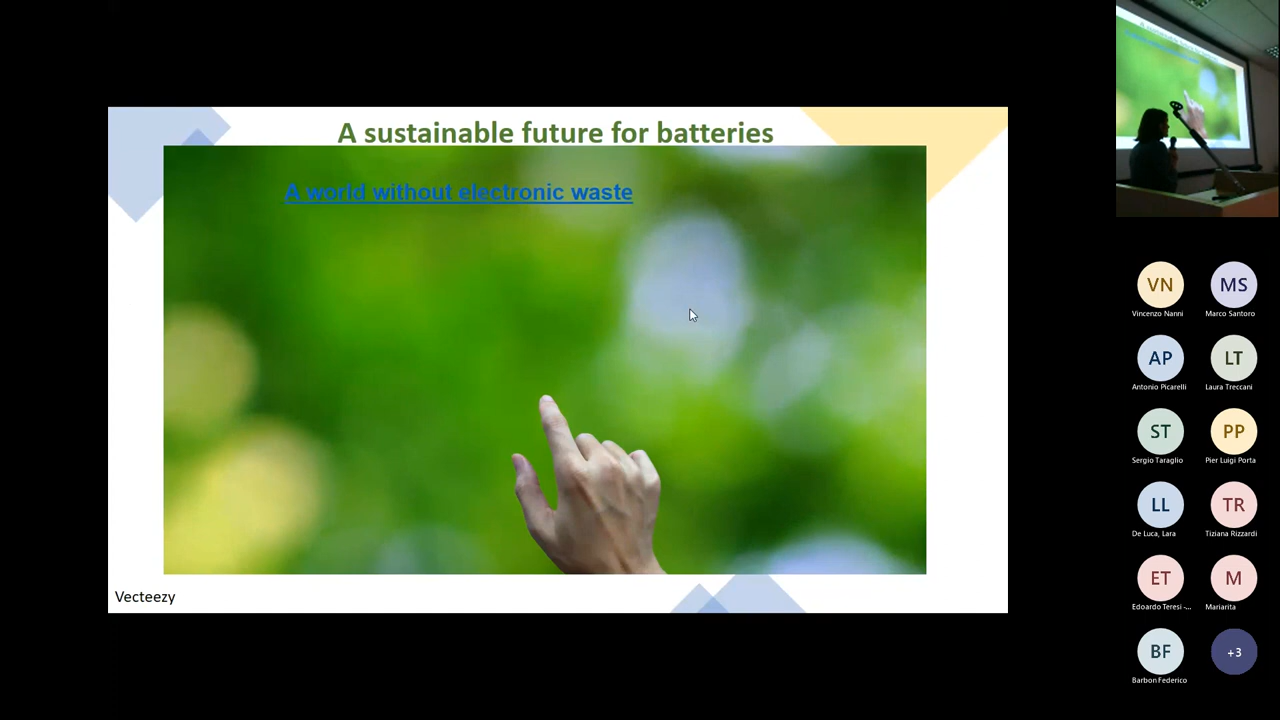 A sustainable future for batteries
A world without electronic waste
Vecteezy
VN
MS
Vincenzo Nanni
Marco Santoro
AP
LT
Antonio Picarelli
Laura Treccani
ST
PP
Sergio Taraglio
Pier Luigi Porta
LL
TR
De Luca, Lara
Tiziana Rizzardi
ET
M
Edoardo Teresi -...
Mariarita
BF
+3
Barbon Federico